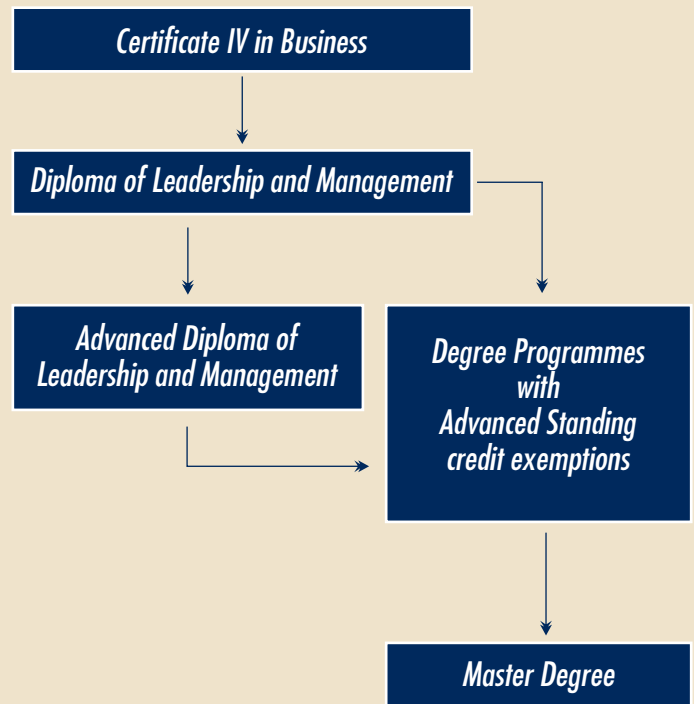 Certificate IV in Business
Diploma of Leadership and Management
Advanced Diploma of
Leadership and Management
Degree Programmes
with
Advanced Standing
credit exemptions
Master Degree